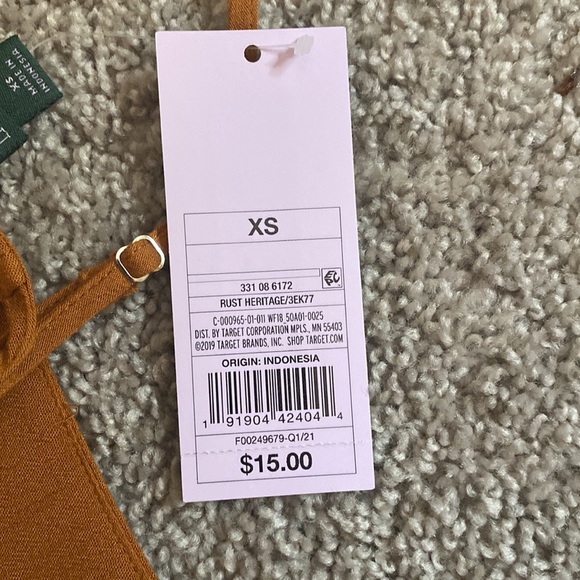 XS
MADE IN
INDONESIA
XS
331 08 6172
RUST HERITAGE/3EK77
C-000965-01-011 WF18_50A01-0025
DIST. BY TARGET CORPORATION MPLS., MN 55403
©2019 TARGET BRANDS, INC. SHOP TARGET.COM
ORIGIN: INDONESIA
1 91904 42404 4
F00249679-Q1/21
$15.00